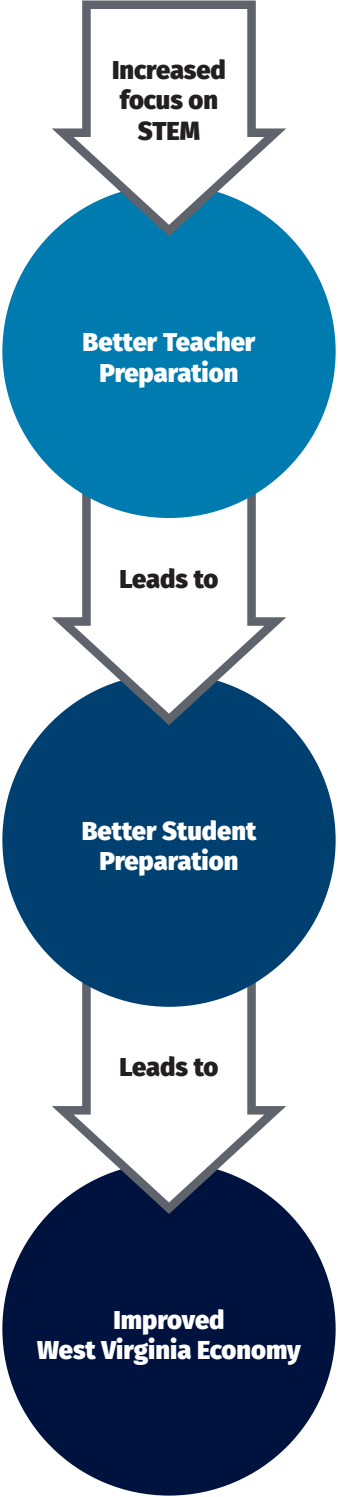 Increased
focus on
STEM
Better Teacher
Preparation
Leads to
Better Student
Preparation
Leads to
Improved
West Virginia Economy